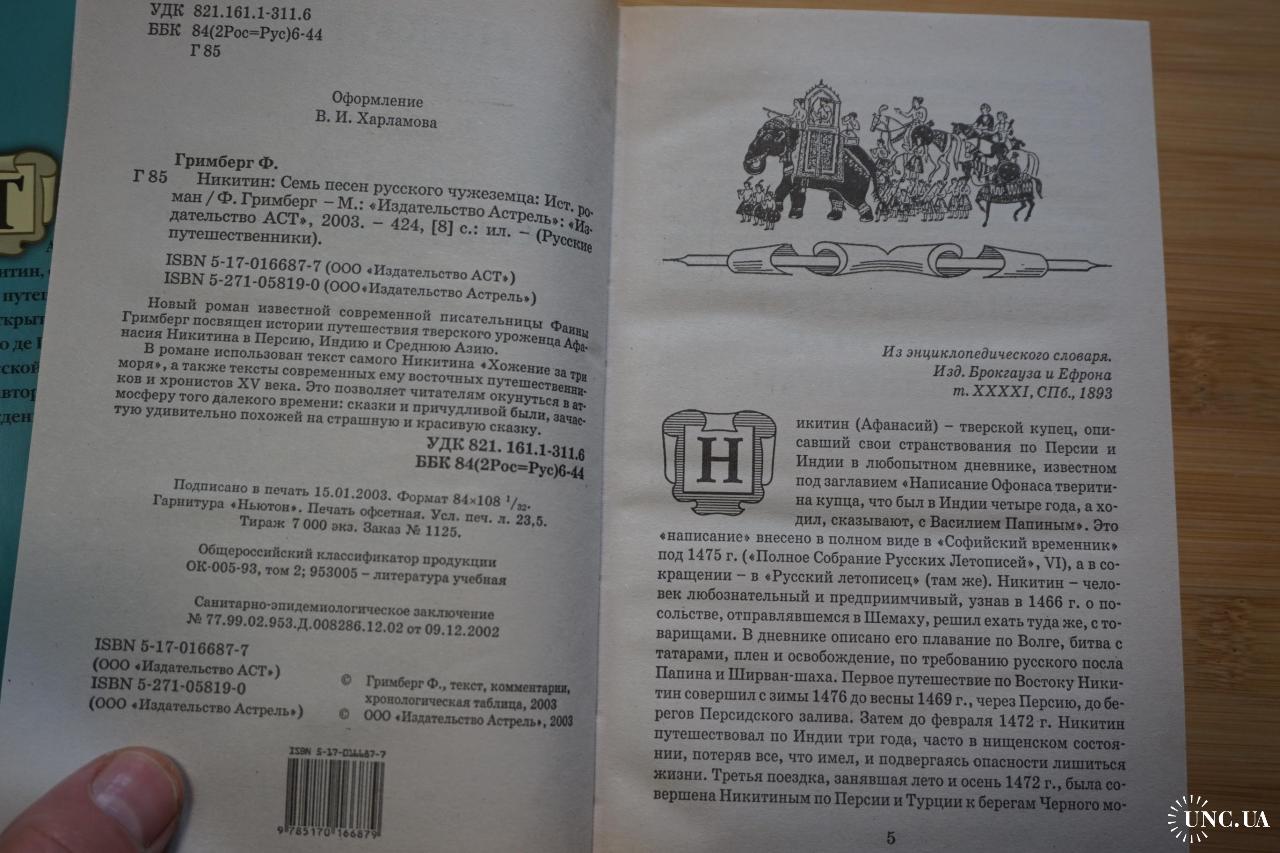 УДК 821.161.1-311.6
ББК 84(2Рос=Рус)6-44
Г 85
Оформление
В. И. Харламова
Гримберг Ф.
Г 85 Никитин: Семь песен русского чужеземца: Ист. ро-
ман / Ф. Гримберг – М.: «Издательство Астрель»: «Из-
дательство АСТ», 2003. – 424, [8] с.: ил. – (Русские
путешественники).
ISBN 5-17-016687-7 (ООО «Издательство АСТ»)
ISBN 5-271-05819-0 (ООО«Издательство Астрель»)
Новый роман известной современной писательницы Фаины
Гримберг посвящен истории путешествия тверского уроженца Афа-
насия Никитина в Персию, Индию и Среднюю Азию.
В романе использован текст самого Никитина «Хожение за три
моря», а также тексты современных ему восточных путешественни-
ков и хронистов XV века. Это позволяет читателям окунуться в ат-
мосферу того далекого времени: сказки и причудливой были, зачас-
тую удивительно похожей на страшную и красивую сказку.
УДК 821. 161.1-311.6
ББК 84(2Рос=Рус)6-44
Подписано в печать 15.01.2003. Формат 84×108 1/32.
Гарнитура «Ньютон». Печать офсетная. Усл. печ. л. 23,5.
Тираж 7 000 экз. Заказ № 1125.
Общероссийский классификатор продукции
ОК-005-93, том 2; 953005 – литература учебная
Санитарно-эпидемиологическое заключение
№ 77.99.02.953.Д.008286.12.02 от 09.12.2002
ISBN 5-17-016687-7
(ООО «Издательство АСТ»)
ISBN 5-271-05819-0
(ООО «Издательство Астрель»)
© Гримберг Ф., текст, комментарии,
хронологическая таблица, 2003
© ООО «Издательство Астрель», 2003
ISBN 5-17-016687-7
9785170166879
Из энциклопедического словаря.
Изд. Брокгауза и Ефрона
т. XXXXI, СПб., 1893
Никитин (Афанасий) – тверской купец, опи-
савший свои странствования по Персии и
Индии в любопытном дневнике, известном
под заглавием «Написание Офонаса тверити-
на купца, что был в Индии четыре года, а хо-
дил, сказывают, с Василием Папиным». Это
«написание» внесено в полном виде в «Софийский временник»
под 1475 г. («Полное Собрание Русских Летописей», VI), а в со-
кращении – в «Русский летописец» (там же). Никитин – чело-
век любознательный и предприимчивый, узнав в 1466 г. о по-
сольстве, отправлявшемся в Шемаху, решил ехать туда же, с то-
варищами. В дневнике описано его плавание по Волге, битва с
татарами, плен и освобождение, по требованию русского посла
Папина и Ширван-шаха. Первое путешествие по Востоку Ники-
тин совершил с зимы 1476 до весны 1469 г., через Персию, до бе-
регов Персидского залива. Затем до февраля 1472 г. Никитин
путешествовал по Индии три года, часто в нищенском состоя-
нии, потеряв все, что имел, и подвергаясь опасности лишиться
жизни. Третья поездка, занявшая лето и осень 1472 г., была со-
вершена Никитиным по Персии и Турции к берегам Черного мо-
5
UNC.UA